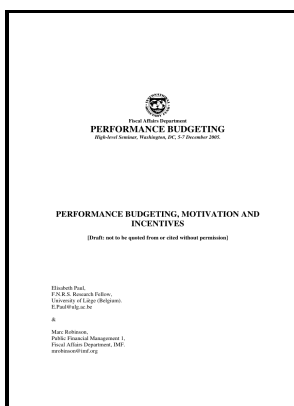 Fiscal Affairs Department
PERFORMANCE BUDGETING
High-level Seminar, Washington, DC, 5-7 December 2005.
PERFORMANCE BUDGETING, MOTIVATION AND
INCENTIVES
[Draft: not to be quoted from or cited without permission]
Elisabeth Paul,
F.N.R.S. Research Fellow,
University of Liège (Belgium).
E.Paul@ulg.ac.be
&
Marc Robinson,
Public Financial Management 1,
Fiscal Affairs Department, IMF.
mrobinson@imf.org